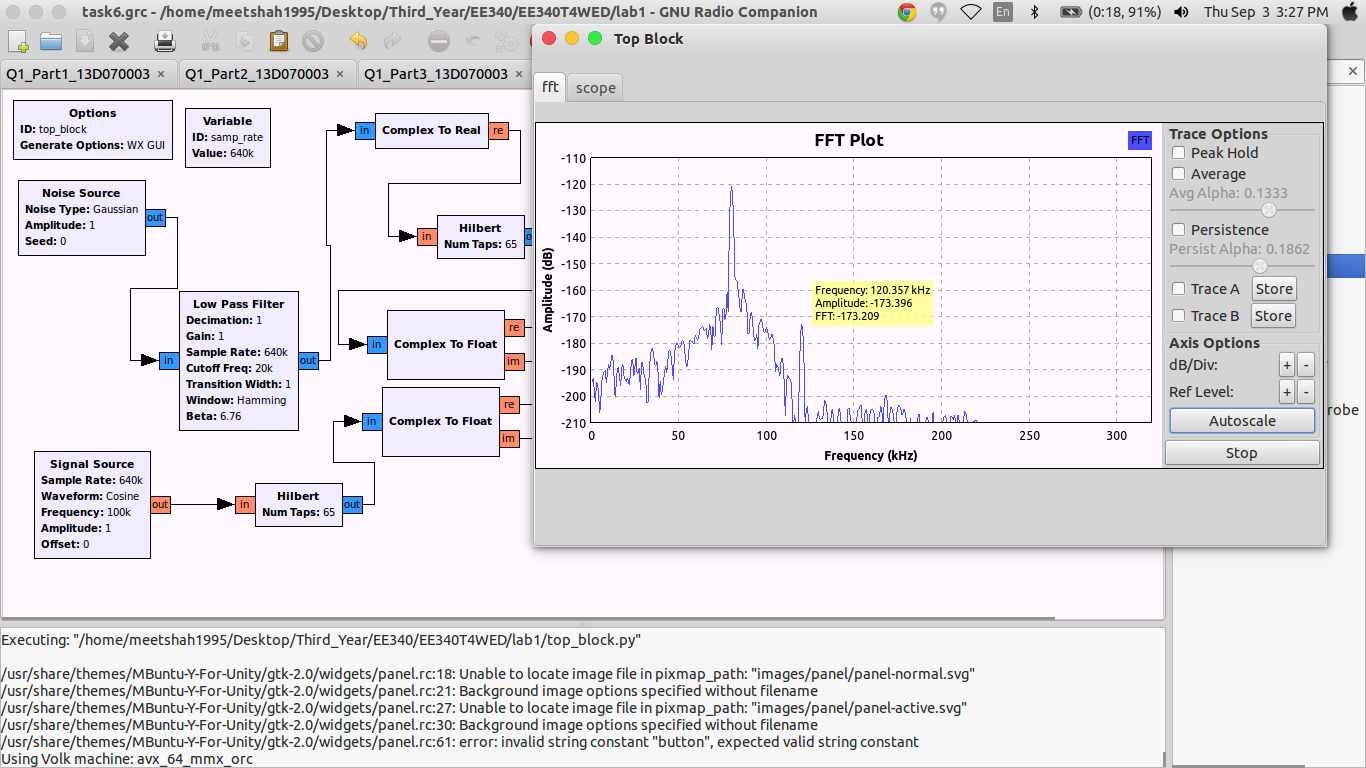 task6.grc - /home/meetshah1995/Desktop/Third_Year/EE340/EE340T4WED/lab1 - GNU Radio Companion
En
(0:18, 91%)
Thu Sep 3 3:27 PM
Top Block
Q1_Part1_13D070003 ×
Q1_Part2_13D070003 ×
Q1_Part3_13D070003 ×
fft
scope
Options
ID: top_block
Generate Options: WX GUI
Variable
ID: samp_rate
Value: 640k
in
Complex To Real
re
Noise Source
Noise Type: Gaussian
Amplitude: 1
Seed: 0
out
in
Hilbert
Num Taps: 65
Low Pass Filter
Decimation: 1
Gain: 1
Sample Rate: 640k
Cutoff Freq: 20k
Transition Width: 1
Window: Hamming
Beta: 6.76
in
out
in
Complex To Float
re
im
in
Complex To Float
re
im
Signal Source
Sample Rate: 640k
Waveform: Cosine
Frequency: 100k
Amplitude: 1
Offset: 0
out
in
Hilbert
Num Taps: 65
out
FFT Plot
FFT
Amplitude (dB)
-110
-120
-130
-140
-150
-160
-170
-180
-190
-200
-210
0
50
100
150
200
250
300
Frequency (kHz)
Frequency: 120.357 kHz
Amplitude: -173.396
FFT: -173.209
Trace Options
Peak Hold
Average
Avg Alpha: 0.1333
Persistence
Persist Alpha: 0.1862
Trace A
Store
Trace B
Store
Axis Options
dB/Div:
+
-
Ref Level:
+
-
Autoscale
Stop
robe
Executing: "/home/meetshah1995/Desktop/Third_Year/EE340/EE340T4WED/lab1/top_block.py"
/usr/share/themes/MBuntu-Y-For-Unity/gtk-2.0/widgets/panel.rc:18: Unable to locate image file in pixmap_path: "images/panel/panel-normal.svg"
/usr/share/themes/MBuntu-Y-For-Unity/gtk-2.0/widgets/panel.rc:21: Background image options specified without filename
/usr/share/themes/MBuntu-Y-For-Unity/gtk-2.0/widgets/panel.rc:27: Unable to locate image file in pixmap_path: "images/panel/panel-active.svg"
/usr/share/themes/MBuntu-Y-For-Unity/gtk-2.0/widgets/panel.rc:30: Background image options specified without filename
/usr/share/themes/MBuntu-Y-For-Unity/gtk-2.0/widgets/panel.rc:61: error: invalid string constant "button", expected valid string constant
Using Volk machine: avx_64_mmx_orc